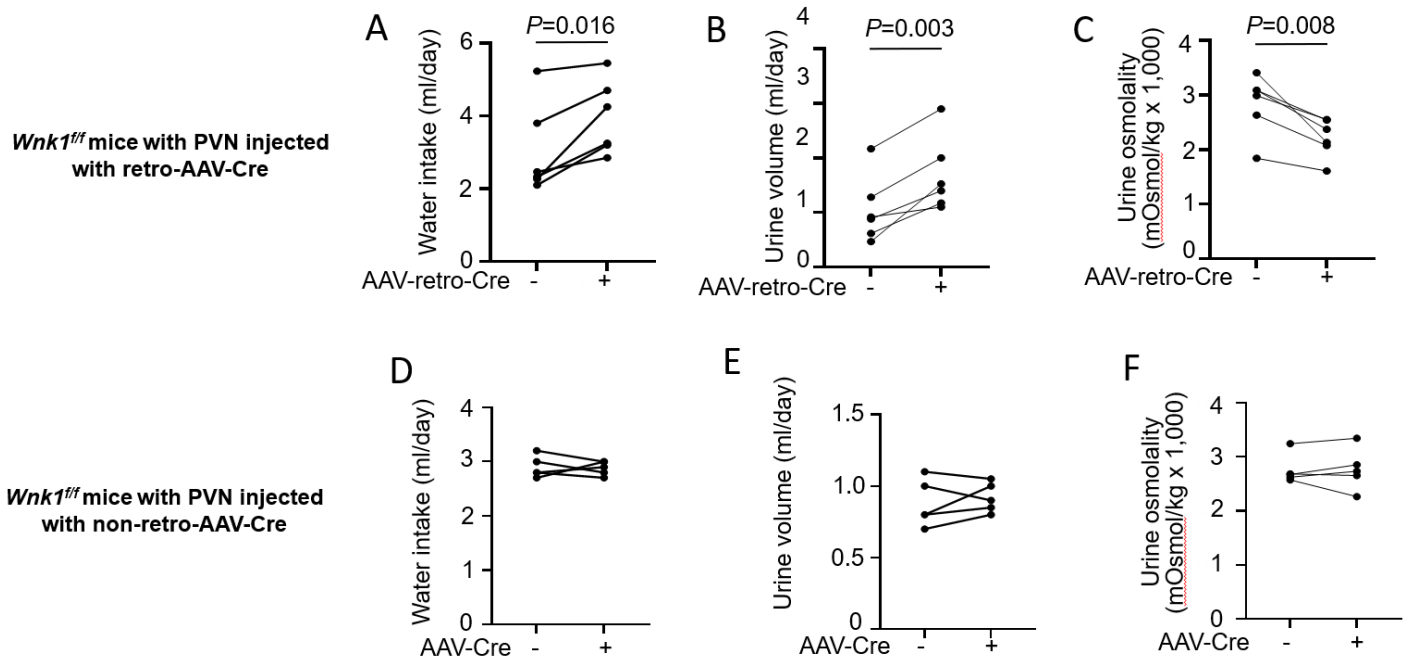 Wnk1f/f mice with PVN injected
with retro-AAV-Cre
A
P=0.016
Water intake (ml/day)
6
4
2
0
AAV-retro-Cre - +
B
P=0.003
Urine volume (ml/day)
4
3
2
1
0
AAV-retro-Cre - +
C
P=0.008
Urine osmolality
(mOsmol/kg x 1,000)
4
3
2
1
0
AAV-retro-Cre - +
Wnk1f/f mice with PVN injected
with non-retro-AAV-Cre
D
Water intake (ml/day)
4
3
2
1
0
AAV-Cre - +
E
Urine volume (ml/day)
1.5
1.0
0.5
0
AAV-Cre - +
F
Urine osmolality
(mOsmol/kg x 1,000)
4
3
2
1
0
AAV-Cre - +